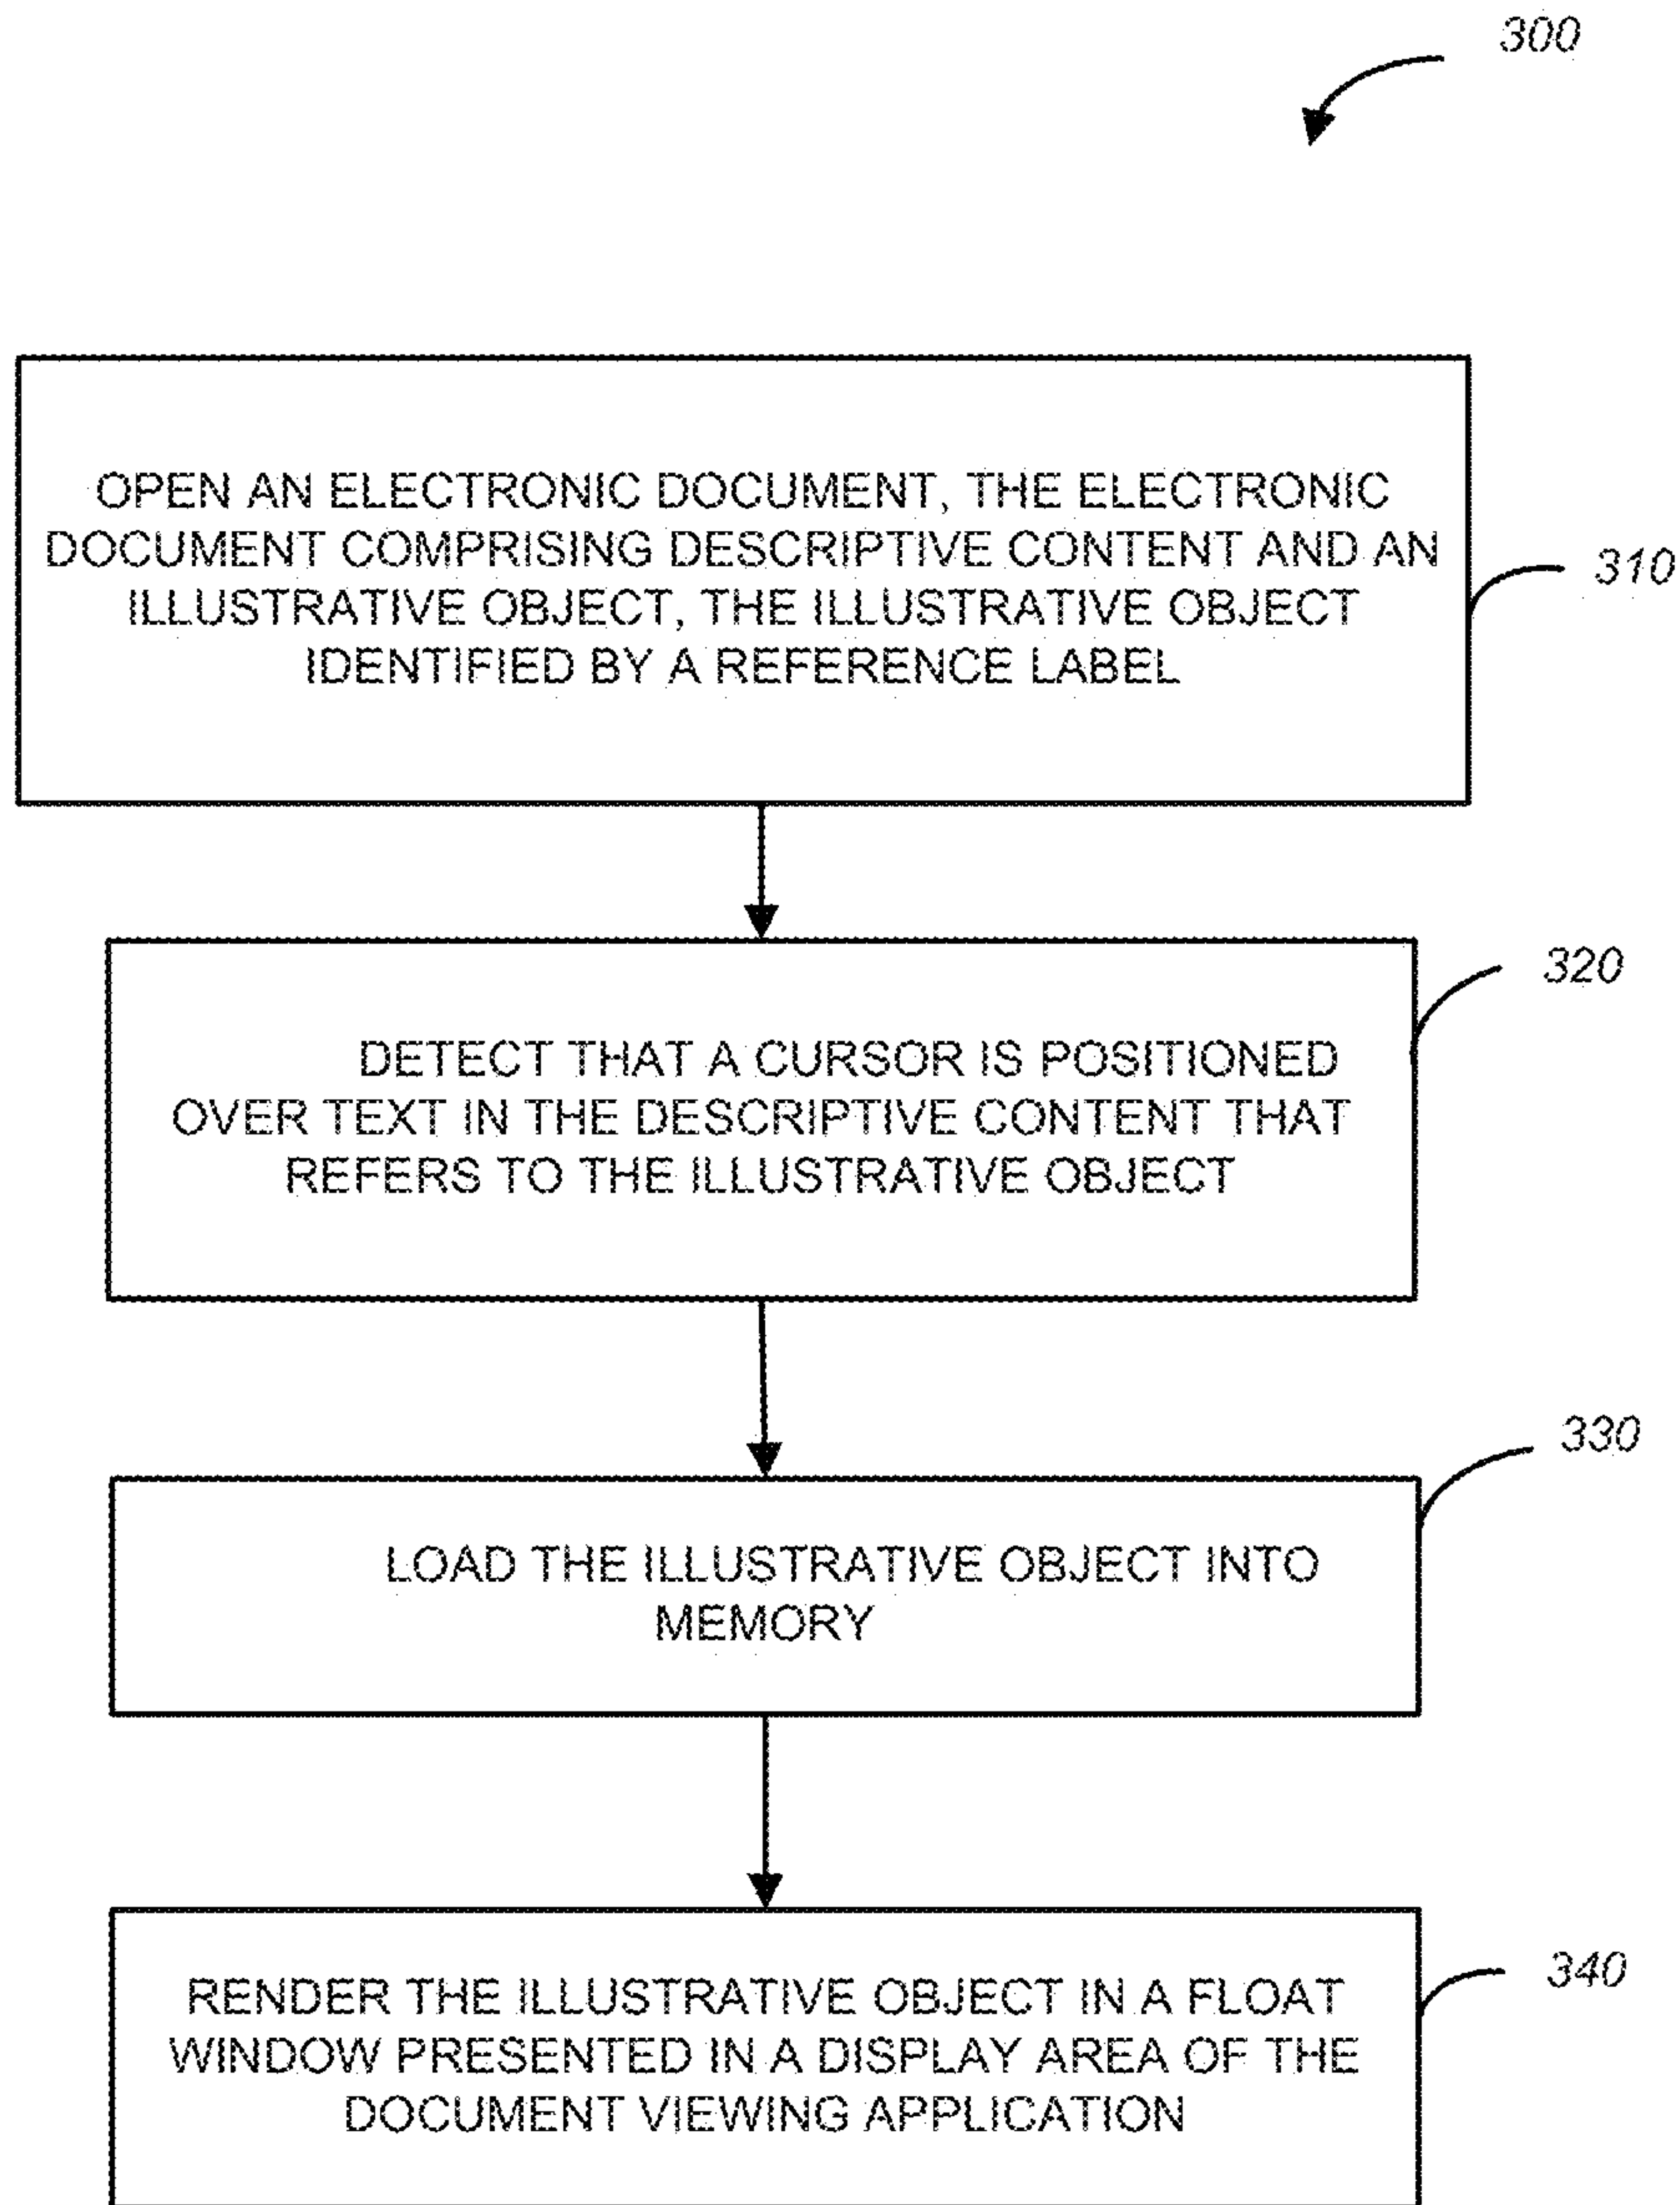 300
OPEN AN ELECTRONIC DOCUMENT, THE ELECTRONIC
DOCUMENT COMPRISING DESCRIPTIVE CONTENT AND AN
ILLUSTRATIVE OBJECT, THE ILLUSTRATIVE OBJECT
IDENTIFIED BY A REFERENCE LABEL
310
DETECT THAT A CURSOR IS POSITIONED
OVER TEXT IN THE DESCRIPTIVE CONTENT THAT
REFERS TO THE ILLUSTRATIVE OBJECT
320
LOAD THE ILLUSTRATIVE OBJECT INTO
MEMORY
330
RENDER THE ILLUSTRATIVE OBJECT IN A FLOAT
WINDOW PRESENTED IN A DISPLAY AREA OF THE
DOCUMENT VIEWING APPLICATION
340